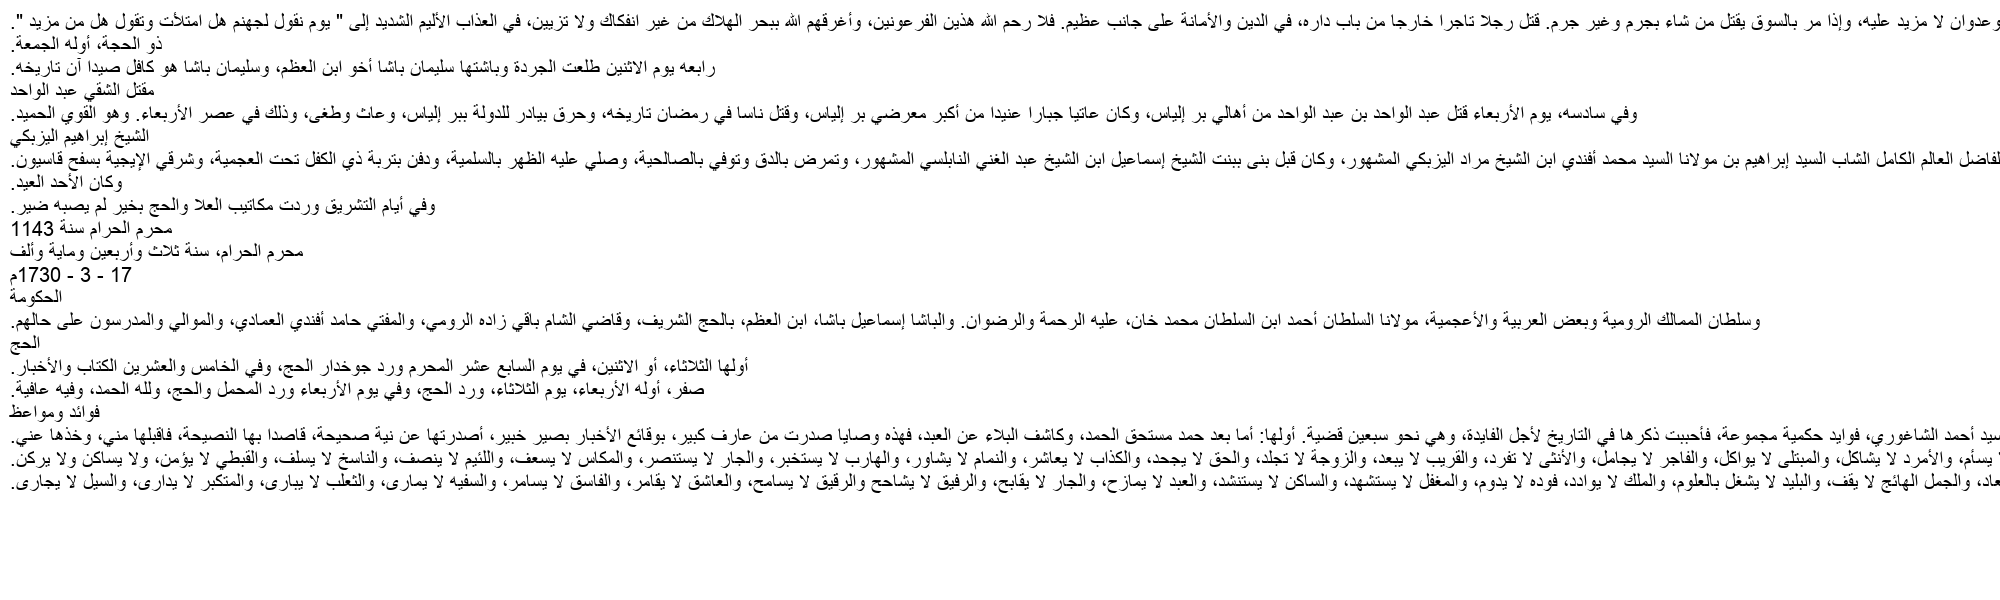 وعدوان لا مزيد عليه، وإذا مر بالسوق يقتل من شاء بجرم وغير جرم. قتل رجلا تاجرا خارجا من باب داره، في الدين والأمانة على جانب عظيم. فلا رحم الله هذين الفرعونين، وأغرقهم الله ببحر الهلاك من غير انفكاك ولا تزيين، في العذاب الأليم الشديد إلى " يوم نقول لجهنم هل امتلأت وتقول هل من مزيد ".
ذو الحجة، أوله الجمعة.
رابعه يوم الاثنين طلعت الجردة وباشتها سليمان باشا أخو ابن العظم، وسليمان باشا هو كافل صيدا آن تاريخه.
مقتل الشقي عبد الواحد
وفي سادسه، يوم الأربعاء قتل عبد الواحد بن عبد الواحد من أهالي بر إلياس، وكان عاتيا جبارا عنيدا من أكبر معرضي بر إلياس، وقتل ناسا في رمضان تاريخه، وحرق بيادر للدولة ببر إلياس، وعاث وطغى، وذلك في عصر الأربعاء. وهو القوي الحميد.
الشيخ إبراهيم اليزبكي
لفاضل العالم الكامل الشاب السيد إبراهيم بن مولانا السيد محمد أفندي ابن الشيخ مراد اليزبكي المشهور، وكان قبل بنى ببنت الشيخ إسماعيل ابن الشيخ عبد الغني النابلسي المشهور، وتمرض بالدق وتوفي بالصالحية، وصلي عليه الظهر بالسلمية، ودفن بتربة ذي الكفل تحت العجمية، وشرقي الإيجية بسفح قاسيون.
وكان الأحد العيد.
وفي أيام التشريق وردت مكاتيب العلا والحج بخير لم يصبه ضير.
محرم الحرام سنة 1143
محرم الحرام، سنة ثلاث وأربعين وماية وألف
17 - 3 - 1730م
الحكومة
وسلطان الممالك الرومية وبعض العربية والأعجمية، مولانا السلطان أحمد ابن السلطان محمد خان، عليه الرحمة والرضوان. والباشا إسماعيل باشا، ابن العظم، بالحج الشريف، وقاضي الشام باقي زاده الرومي، والمفتي حامد أفندي العمادي، والموالي والمدرسون على حالهم.
الحج
أولها الثلاثاء، أو الاثنين، في يوم السابع عشر المحرم ورد جوخدار الحج، وفي الخامس والعشرين الكتاب والأخبار.
صفر، أوله الأربعاء، يوم الثلاثاء، ورد الحج، وفي يوم الأربعاء ورد المحمل والحج، ولله الحمد، وفيه عافية.
فوائد ومواعظ
سيد أحمد الشاغوري، فوايد حكمية مجموعة، فأحببت ذكرها في التاريخ لأجل الفايدة، وهي نحو سبعين قضية. أولها: أما بعد حمد مستحق الحمد، وكاشف البلاء عن العبد، فهذه وصايا صدرت من عارف كبير، بوقائع الأخبار بصير خبير، أصدرتها عن نية صحيحة، قاصدا بها النصيحة، فاقبلها مني، وخذها عني.
يسأم، والأمرد لا يشاكل، والمبتلى لا يواكل، والفاجر لا يجامل، والأنثى لا تفرد، والقريب لا يبعد، والزوجة لا تجلد، والحق لا يجحد، والكذاب لا يعاشر، والنمام لا يشاور، والهارب لا يستخبر، والجار لا يستنصر، والمكاس لا يسعف، واللئيم لا ينصف، والناسخ لا يسلف، والقبطي لا يؤمن، ولا يساكن ولا يركن.
عاد، والجمل الهائج لا يقف، والبليد لا يشغل بالعلوم، والملك لا يوادد، فوده لا يدوم، والمغفل لا يستشهد، والساكن لا يستنشد، والعبد لا يمازح، والجار لا يقابح، والرفيق لا يشاحح والرقيق لا يسامح، والعاشق لا يقامر، والفاسق لا يسامر، والسفيه لا يمارى، والثعلب لا يبارى، والمتكبر لا يدارى، والسيل لا يجارى.